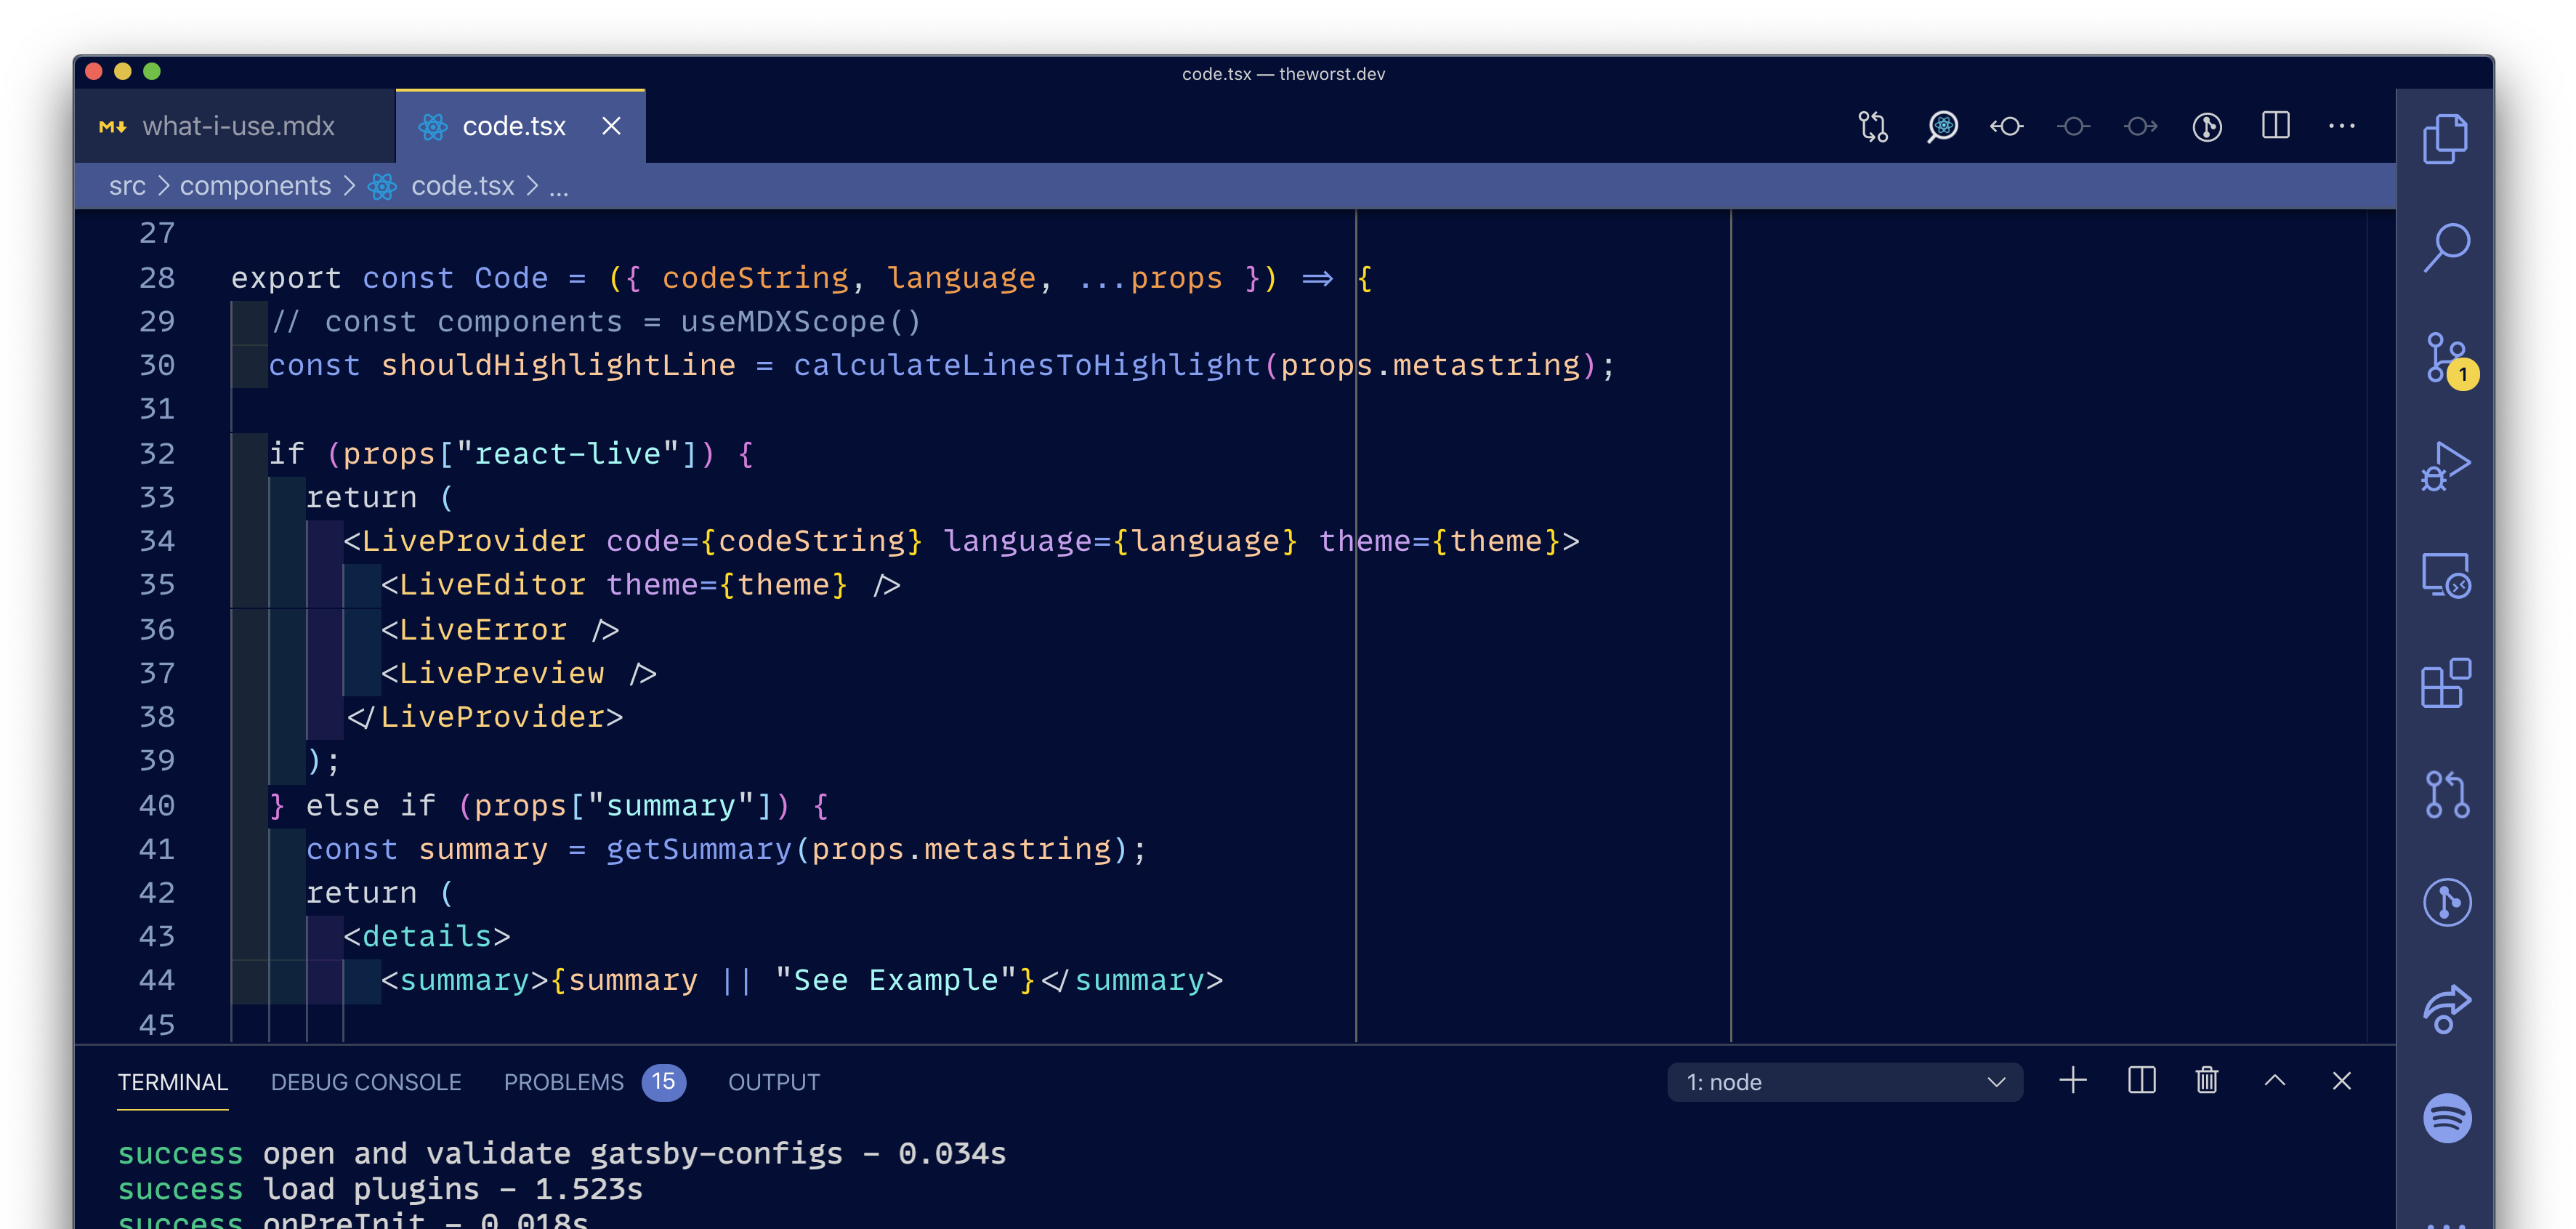 code.tsx — theworst.dev
what-i-use.mdx code.tsx
src > components > code.tsx > ...
27
28 export const Code = ({ codeString, language, ...props }) => {
29 // const components = useMDXScope()
30 const shouldHighlightLine = calculateLinesToHighlight(props.metastring);
31
32 if (props["react-live"]) {
33 return (
34 <LiveProvider code={codeString} language={language} theme={theme}>
35 <LiveEditor theme={theme} />
36 <LiveError />
37 <LivePreview />
38 </LiveProvider>
39 );
40 } else if (props["summary"]) {
41 const summary = getSummary(props.metastring);
42 return (
43 <details>
44 <summary>{summary || "See Example"}</summary>
45
1
TERMINAL DEBUG CONSOLE PROBLEMS 15 OUTPUT 1: node
success open and validate gatsby-configs - 0.034s
success load plugins - 1.523s
success onPreInit - 0.018s